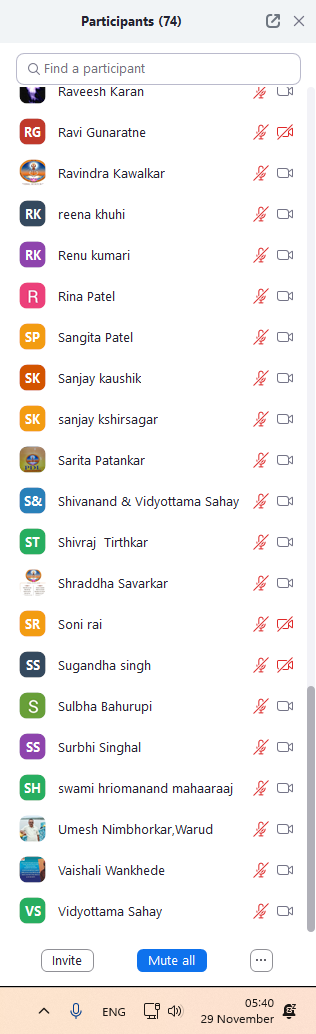 Participants (74)
Find a participant
Raveesh Karan
RG Ravi Gunaratne
Ravindra Kawalkar
RK reena khuhi
RK Renu kumari
R Rina Patel
SP Sangita Patel
SK Sanjay kaushik
SK sanjay kshirsagar
Sarita Patankar
S& Shivanand & Vidyottama Sahay
ST Shivraj Tirthkar
Shraddha Savarkar
SR Soni rai
SS Sugandha singh
S Sulbha Bahurupi
SS Surbhi Singhal
SH swami hriomanand mahaaraaj
Umesh Nimbhorkar,Warud
Vaishali Wankhede
VS Vidyottama Sahay
Invite Mute all ...
ENG 05:40
29 November